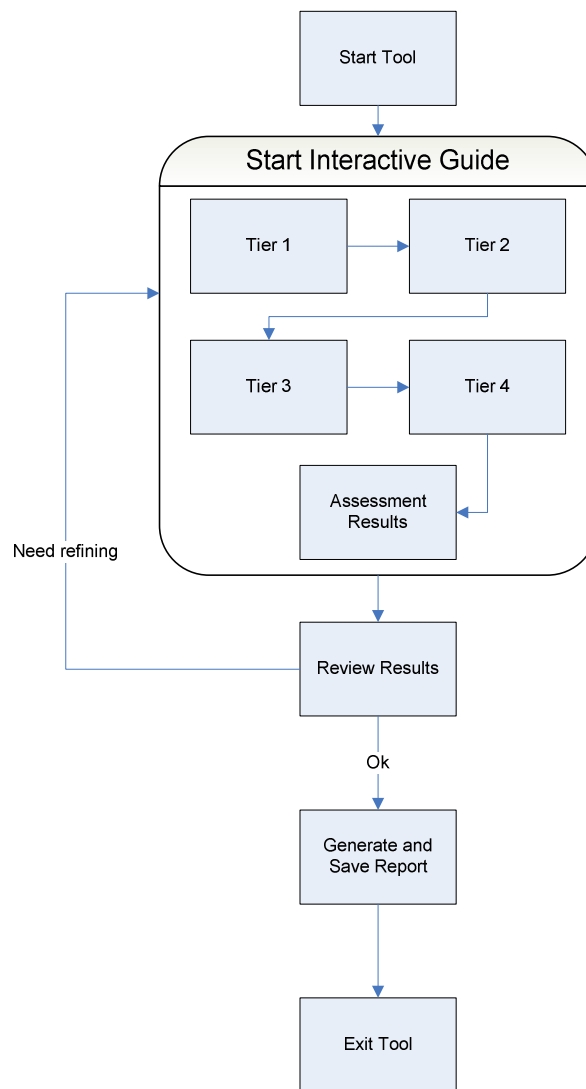 Start Tool
Start Interactive Guide
Tier 1
Tier 2
Tier 3
Tier 4
Assessment
Results
Need refining
Review Results
Ok
Generate and
Save Report
Exit Tool